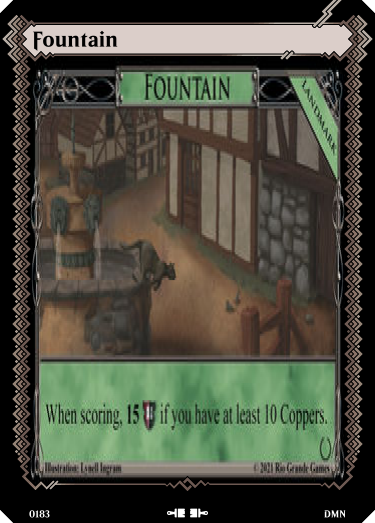 Fountain
FOUNTAIN
LANDMARK
When scoring, 15 if you have at least 10 Coppers.
Illustration: Lynell Ingram © 2021 Rio Grande Games
0183 DMN